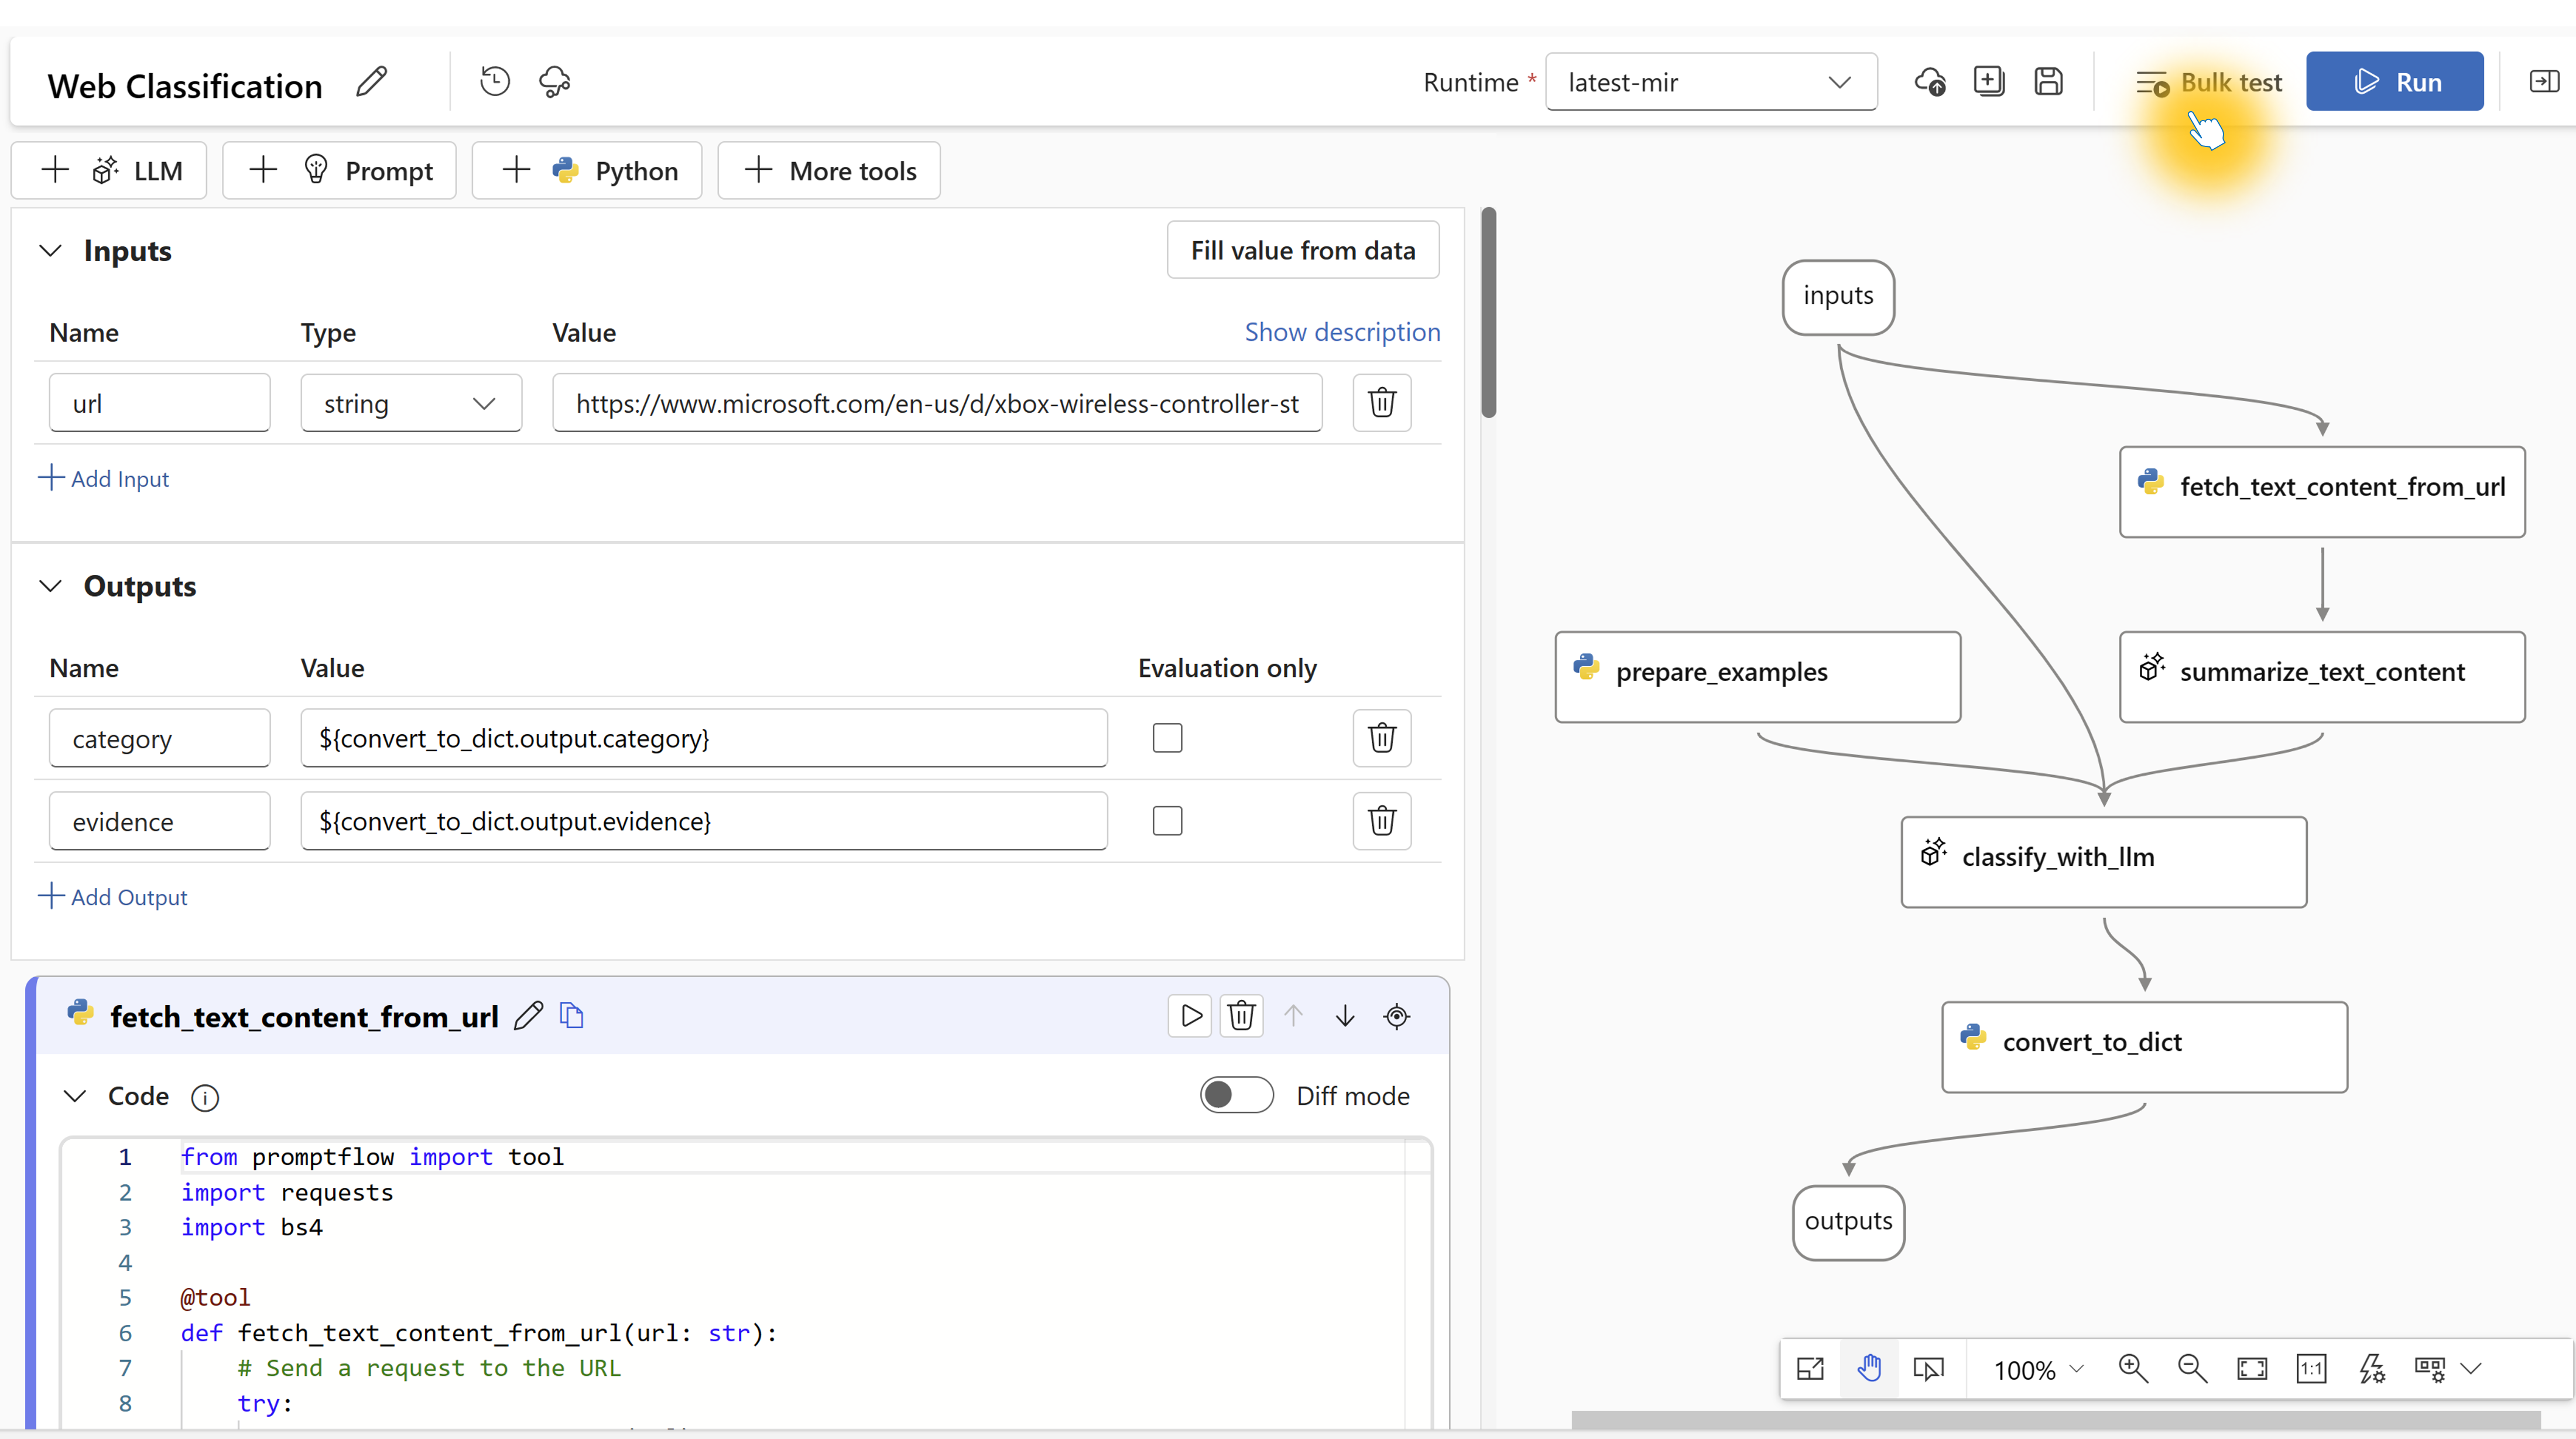 Web Classification
Runtime * latest-mir
Bulk test
Run
LLM
Prompt
Python
More tools
Inputs
Fill value from data
Name Type Value Show description
url string https://www.microsoft.com/en-us/d/xbox-wireless-controller-st
Add Input
Outputs
Name Value Evaluation only
category ${convert_to_dict.output.category}
evidence ${convert_to_dict.output.evidence}
Add Output
fetch_text_content_from_url
Code
Diff mode
1 from promptflow import tool
2 import requests
3 import bs4
4
5 @tool
6 def fetch_text_content_from_url(url: str):
7 # Send a request to the URL
8 try:
inputs
fetch_text_content_from_url
prepare_examples
summarize_text_content
classify_with_llm
convert_to_dict
outputs
100%
1:1